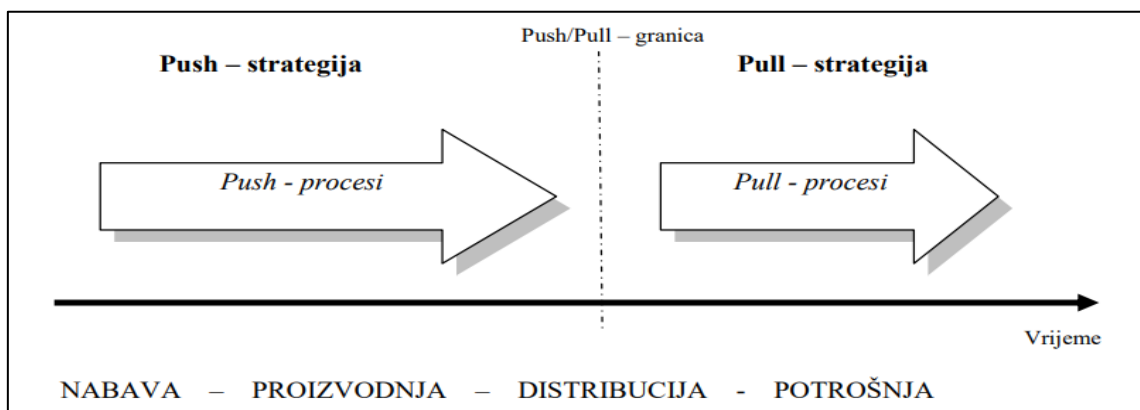 Push/Pull – granica
Push – strategija
Pull – strategija
Push - procesi
Pull - procesi
Vrijeme
NABAVA – PROIZVODNJA – DISTRIBUCIJA - POTROŠNJA